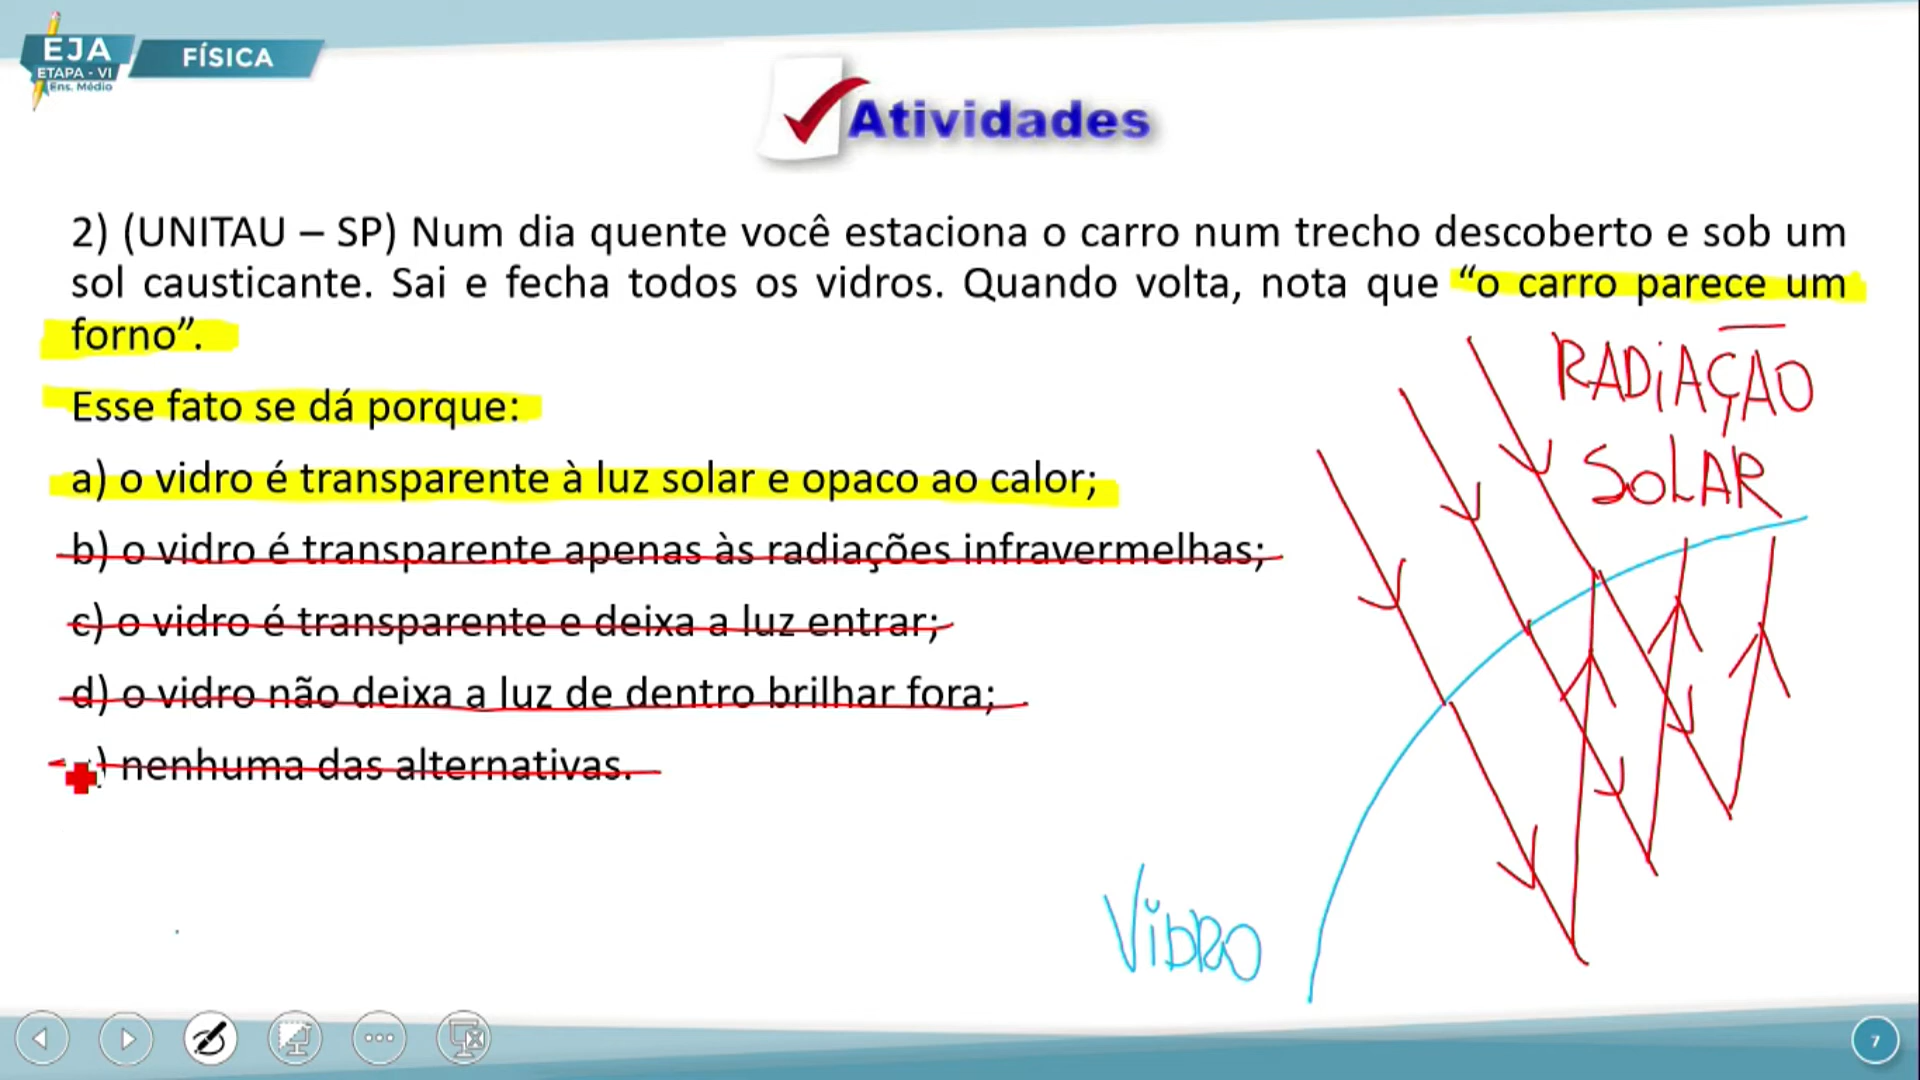 EJA
ETAPA - VI
Ens. Médio
FÍSICA
Atividades
2) (UNITAU – SP) Num dia quente você estaciona o carro num trecho descoberto e sob um
sol causticante. Sai e fecha todos os vidros. Quando volta, nota que “o carro parece um
forno”.
Esse fato se dá porque:
a) o vidro é transparente à luz solar e opaco ao calor;
b) o vidro é transparente apenas às radiações infravermelhas;
c) o vidro é transparente e deixa a luz entrar;
d) o vidro não deixa a luz de dentro brilhar fora;
) nenhuma das alternativas.
RADiAÇÃO
SOLAR
ViDRO
7